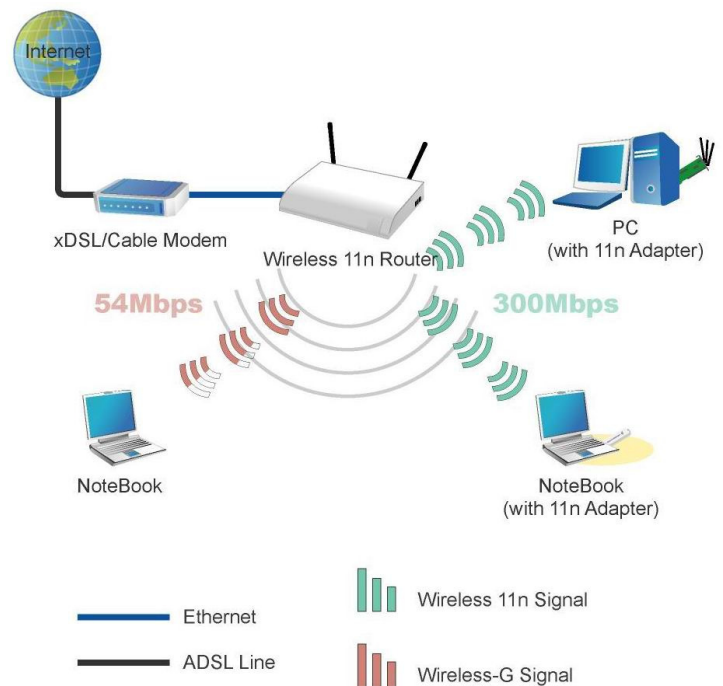 Internet
xDSL/Cable Modem
Wireless 11n Router
PC
(with 11n Adapter)
54Mbps
300Mbps
NoteBook
NoteBook
(with 11n Adapter)
Ethernet
Wireless 11n Signal
ADSL Line
Wireless-G Signal